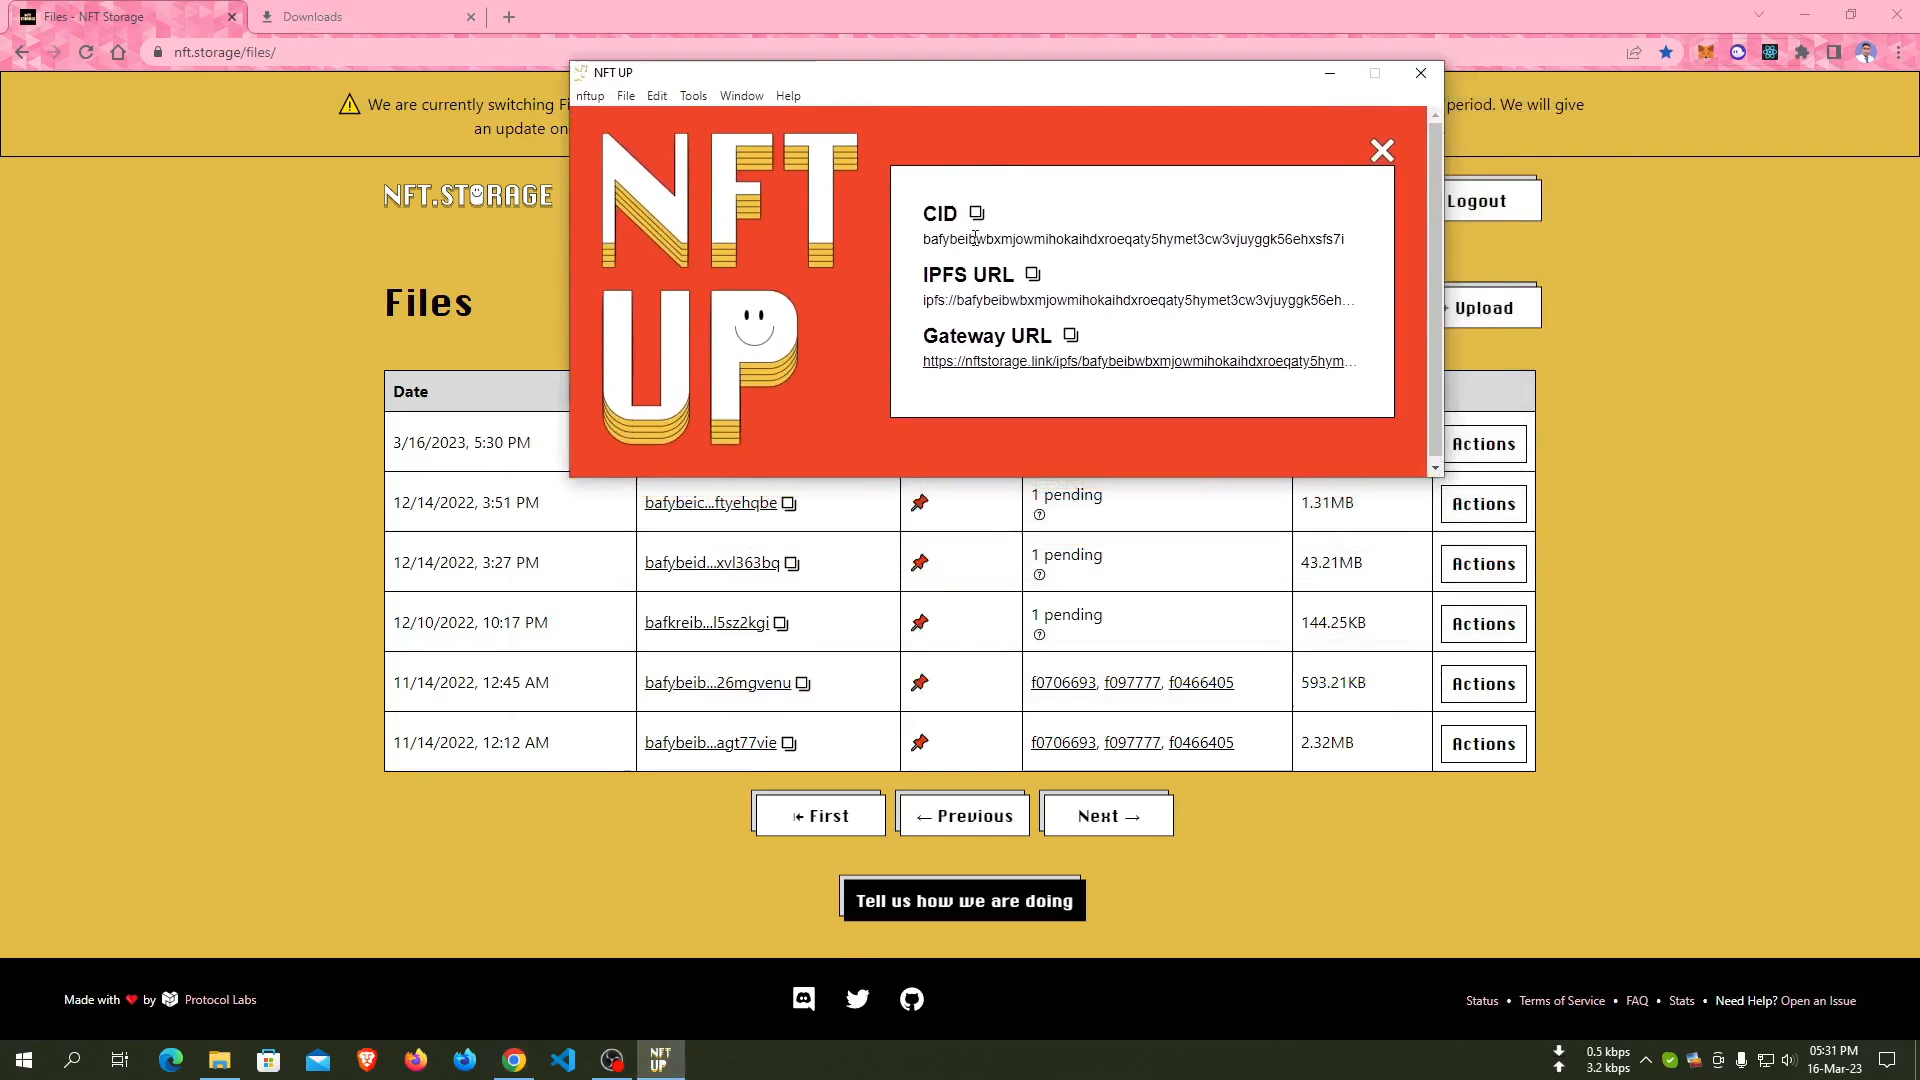 Files - NFT Storage
Downloads
nft.storage/files/
We are currently switching Fi
period. We will give
an update on
NFT UP
nftup File Edit Tools Window Help
NFT
UP
CID
bafybeibwbxmjowmihokaihdxroeqaty5hymet3cw3vjuyggk56ehxsfs7i
IPFS URL
ipfs://bafybeibwbxmjowmihokaihdxroeqaty5hymet3cw3vjuyggk56eh…
Gateway URL
https://nftstorage.link/ipfs/bafybeibwbxmjowmihokaihdxroeqaty5hym…
NFT.STORAGE
Logout
Files
Upload
Date
3/16/2023, 5:30 PM Actions
12/14/2022, 3:51 PM bafybeic...ftyehqbe 1 pending 1.31MB Actions
12/14/2022, 3:27 PM bafybeid...xvl363bq 1 pending 43.21MB Actions
12/10/2022, 10:17 PM bafkreib...l5sz2kgi 1 pending 144.25KB Actions
11/14/2022, 12:45 AM bafybeib...26mgvenu f0706693, f097777, f0466405 593.21KB Actions
11/14/2022, 12:12 AM bafybeib...agt77vie f0706693, f097777, f0466405 2.32MB Actions
⇤ First ← Previous Next →
Tell us how we are doing
Made with ❤ by Protocol Labs
Status • Terms of Service • FAQ • Stats • Need Help? Open an Issue
NFT
UP
0.5 kbps
3.2 kbps
05:31 PM
16-Mar-23